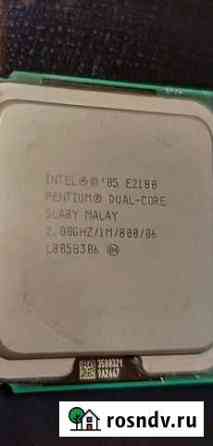 INTEL® ©'05 E2180
PENTIUM® DUAL-CORE
SLA8Y MALAY
2.00GHZ/1M/800/06
L805B386
rosndv.ru